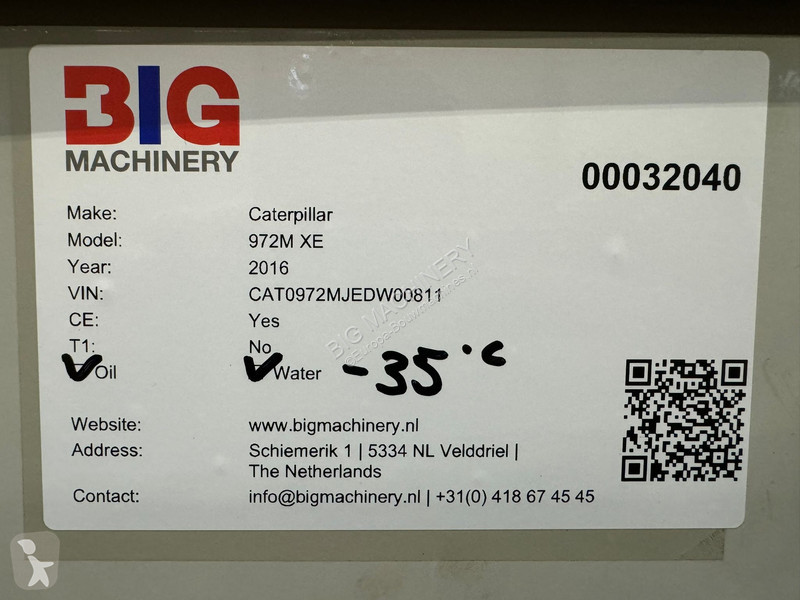 BIG
MACHINERY
00032040
Make: Caterpillar
Model: 972M XE
Year: 2016
VIN: CAT0972MJEDW00811
CE: Yes
T1: No
Oil Water -35 °C
Website: www.bigmachinery.nl
Address: Schiemerik 1 | 5334 NL Velddriel |
The Netherlands
Contact: info@bigmachinery.nl | +31(0) 418 67 45 45
BIG MACHINERY